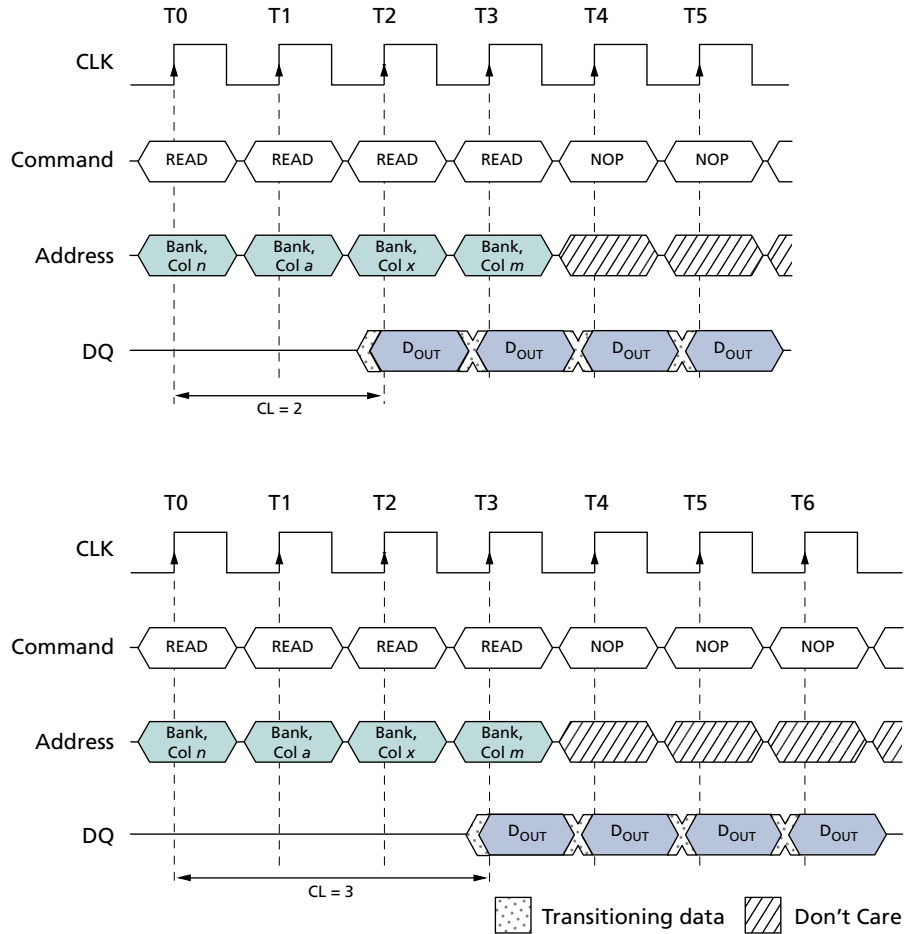 T0 T1 T2 T3 T4 T5
CLK
Command READ READ READ READ NOP NOP
Address Bank, Col n Bank, Col a Bank, Col x Bank, Col m
DQ DOUT DOUT DOUT DOUT
CL = 2
T0 T1 T2 T3 T4 T5 T6
CLK
Command READ READ READ READ NOP NOP NOP
Address Bank, Col n Bank, Col a Bank, Col x Bank, Col m
DQ DOUT DOUT DOUT DOUT
CL = 3
Transitioning data Don't Care